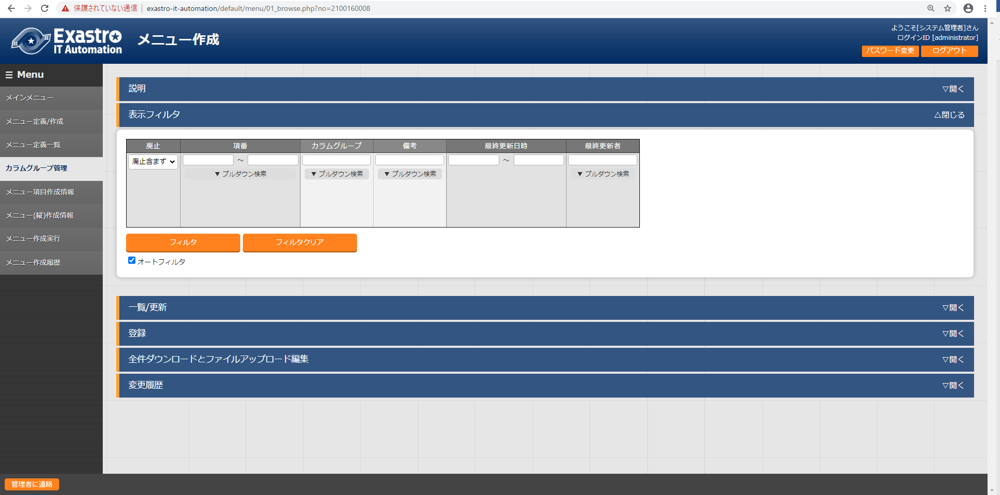 保護されていない通信 exastro-it-automation/default/menu/01_browse.php?no=2100160008
Exastro IT Automation
メニュー作成
ようこそ[システム管理者]さん
ログインID [administrator]
パスワード変更 ログアウト
Menu
メインメニュー
メニュー定義/作成
メニュー定義一覧
カラムグループ管理
メニュー項目作成情報
メニュー(縦)作成情報
メニュー作成実行
メニュー作成履歴
説明 ▽開く
表示フィルタ △閉じる
廃止 項番 カラムグループ 備考 最終更新日時 最終更新者
廃止含まず ～ ～
▼ プルダウン検索 ▼ プルダウン検索 ▼ プルダウン検索 ▼ プルダウン検索
フィルタ フィルタクリア
オートフィルタ
一覧/更新 ▽開く
登録 ▽開く
全件ダウンロードとファイルアップロード編集 ▽開く
変更履歴 ▽開く
管理者に連絡